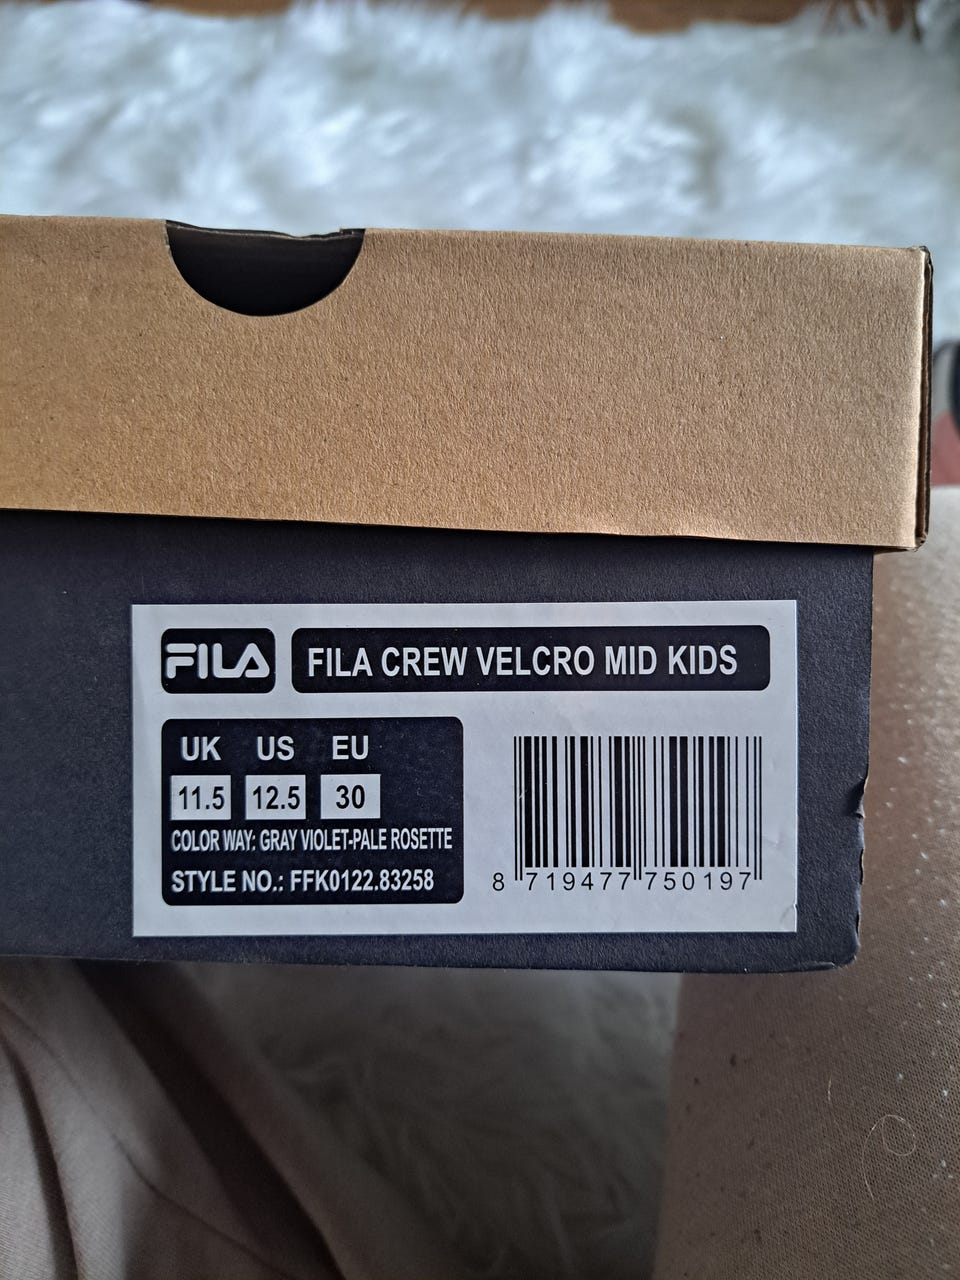 FILA
FILA CREW VELCRO MID KIDS
UK US EU
11.5 12.5 30
COLOR WAY: GRAY VIOLET-PALE ROSETTE
STYLE NO.: FFK0122.83258
8 719477 750197